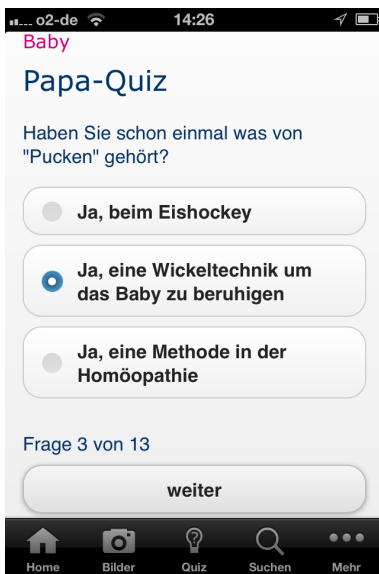 o2-de 14:26
Baby
Papa-Quiz
Haben Sie schon einmal was von
"Pucken" gehört?
Ja, beim Eishockey
Ja, eine Wickeltechnik um
das Baby zu beruhigen
Ja, eine Methode in der
Homöopathie
Frage 3 von 13
weiter
Home Bilder Quiz Suchen Mehr